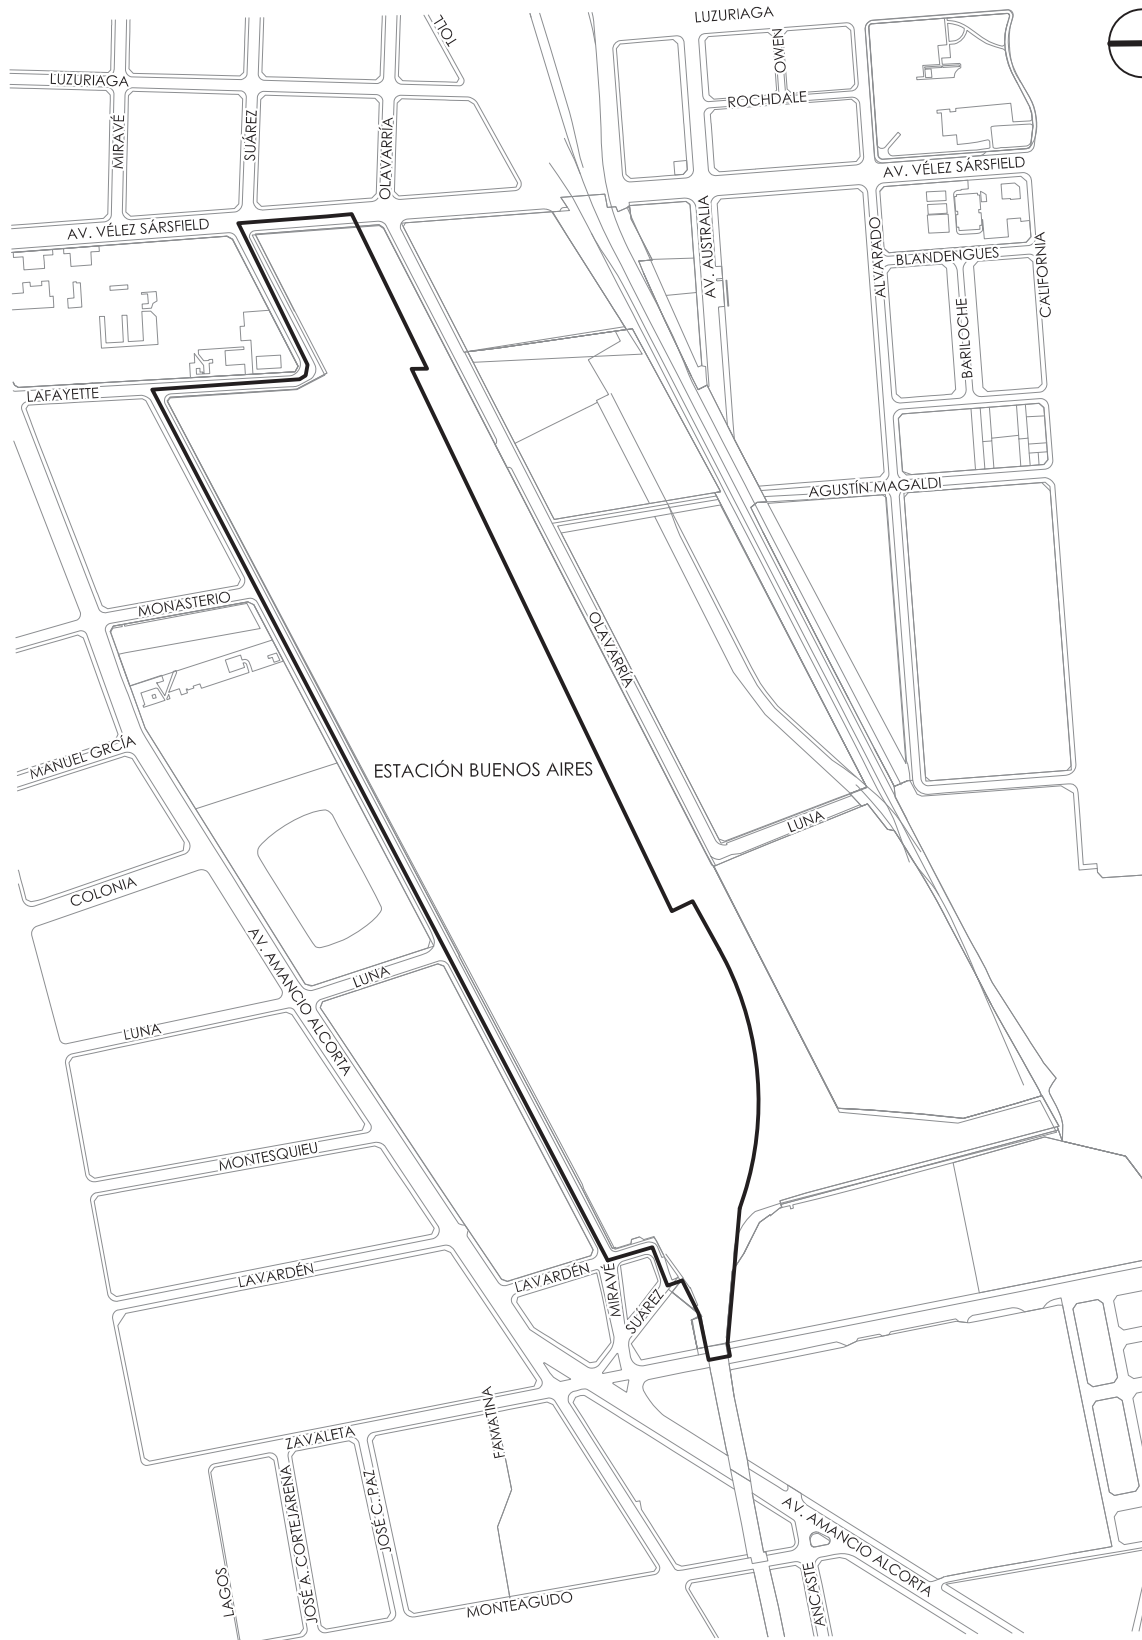 LUZURIAGA
TOLL
OWEN
LUZURIAGA
ROCHDALE
MIRAVÉ
SUÁREZ
OLAVARRÍA
AV. VÉLEZ SÁRSFIELD
AV. VÉLEZ SÁRSFIELD
AV. AUSTRALIA
ALVARADO
BLANDENGUES
CALIFORNIA
BARILOCHE
LAFAYETTE
AGUSTÍN MAGALDI
MONASTERIO
OLAVARRÍA
MANUEL GRCÍA
ESTACIÓN BUENOS AIRES
LUNA
COLONIA
AV. AMANCIO ALCORTA
LUNA
LUNA
MONTESQUIEU
LAVARDÉN
LAVARDÉN
MIRAVÉ
SUÁREZ
FAMATINA
ZAVALETA
JOSÉ A. CORTEJARENA
JOSÉ C. PAZ
LAGOS
MONTEAGUDO
AV. AMANCIO ALCORTA
ANCASTE